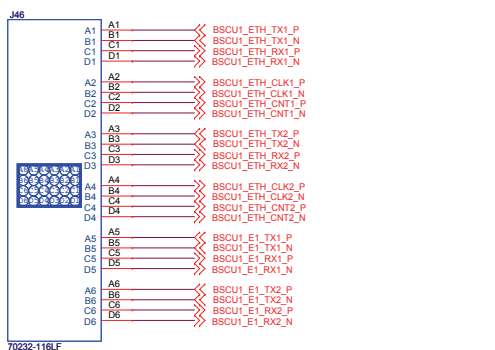 J46
A1 A1 BSCU1_ETH_TX1_P
B1 B1 BSCU1_ETH_TX1_N
C1 C1 BSCU1_ETH_RX1_P
D1 D1 BSCU1_ETH_RX1_N
A2 A2 BSCU1_ETH_CLK1_P
B2 B2 BSCU1_ETH_CLK1_N
C2 C2 BSCU1_ETH_CNT1_P
D2 D2 BSCU1_ETH_CNT1_N
A3 A3 BSCU1_ETH_TX2_P
B3 B3 BSCU1_ETH_TX2_N
C3 C3 BSCU1_ETH_RX2_P
D3 D3 BSCU1_ETH_RX2_N
A4 A4 BSCU1_ETH_CLK2_P
B4 B4 BSCU1_ETH_CLK2_N
C4 C4 BSCU1_ETH_CNT2_P
D4 D4 BSCU1_ETH_CNT2_N
A5 A5 BSCU1_E1_TX1_P
B5 B5 BSCU1_E1_TX1_N
C5 C5 BSCU1_E1_RX1_P
D5 D5 BSCU1_E1_RX1_N
A6 A6 BSCU1_E1_TX2_P
B6 B6 BSCU1_E1_TX2_N
C6 C6 BSCU1_E1_RX2_P
D6 D6 BSCU1_E1_RX2_N
70232-116LF